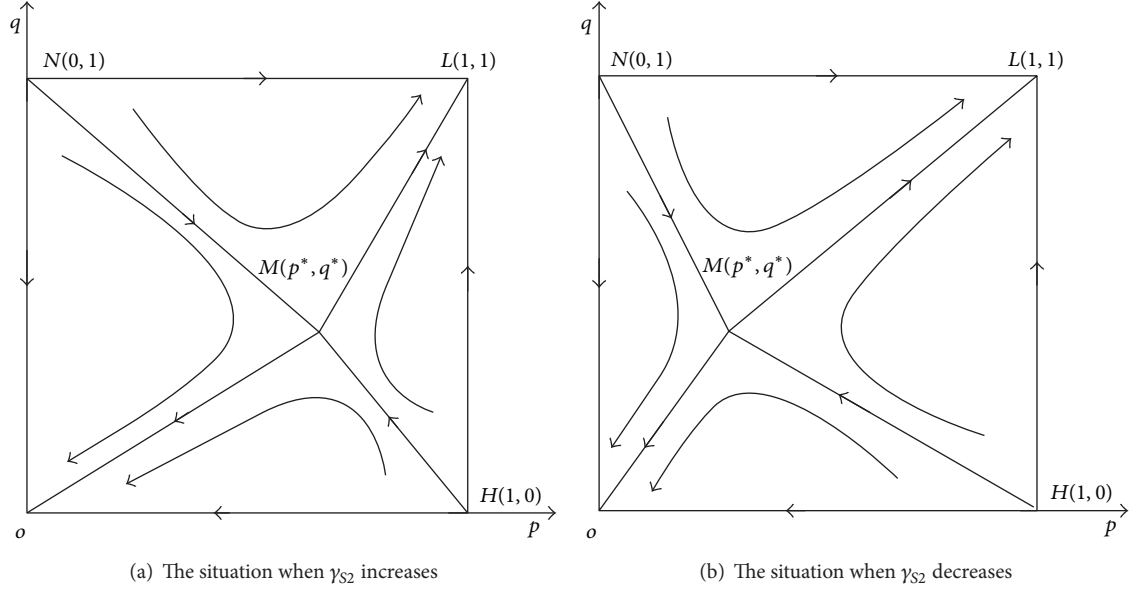 q
N(0, 1)
L(1, 1)
M(p*, q*)
H(1, 0)
o
p
(a) The situation when γS2 increases
q
N(0, 1)
L(1, 1)
M(p*, q*)
H(1, 0)
o
p
(b) The situation when γS2 decreases